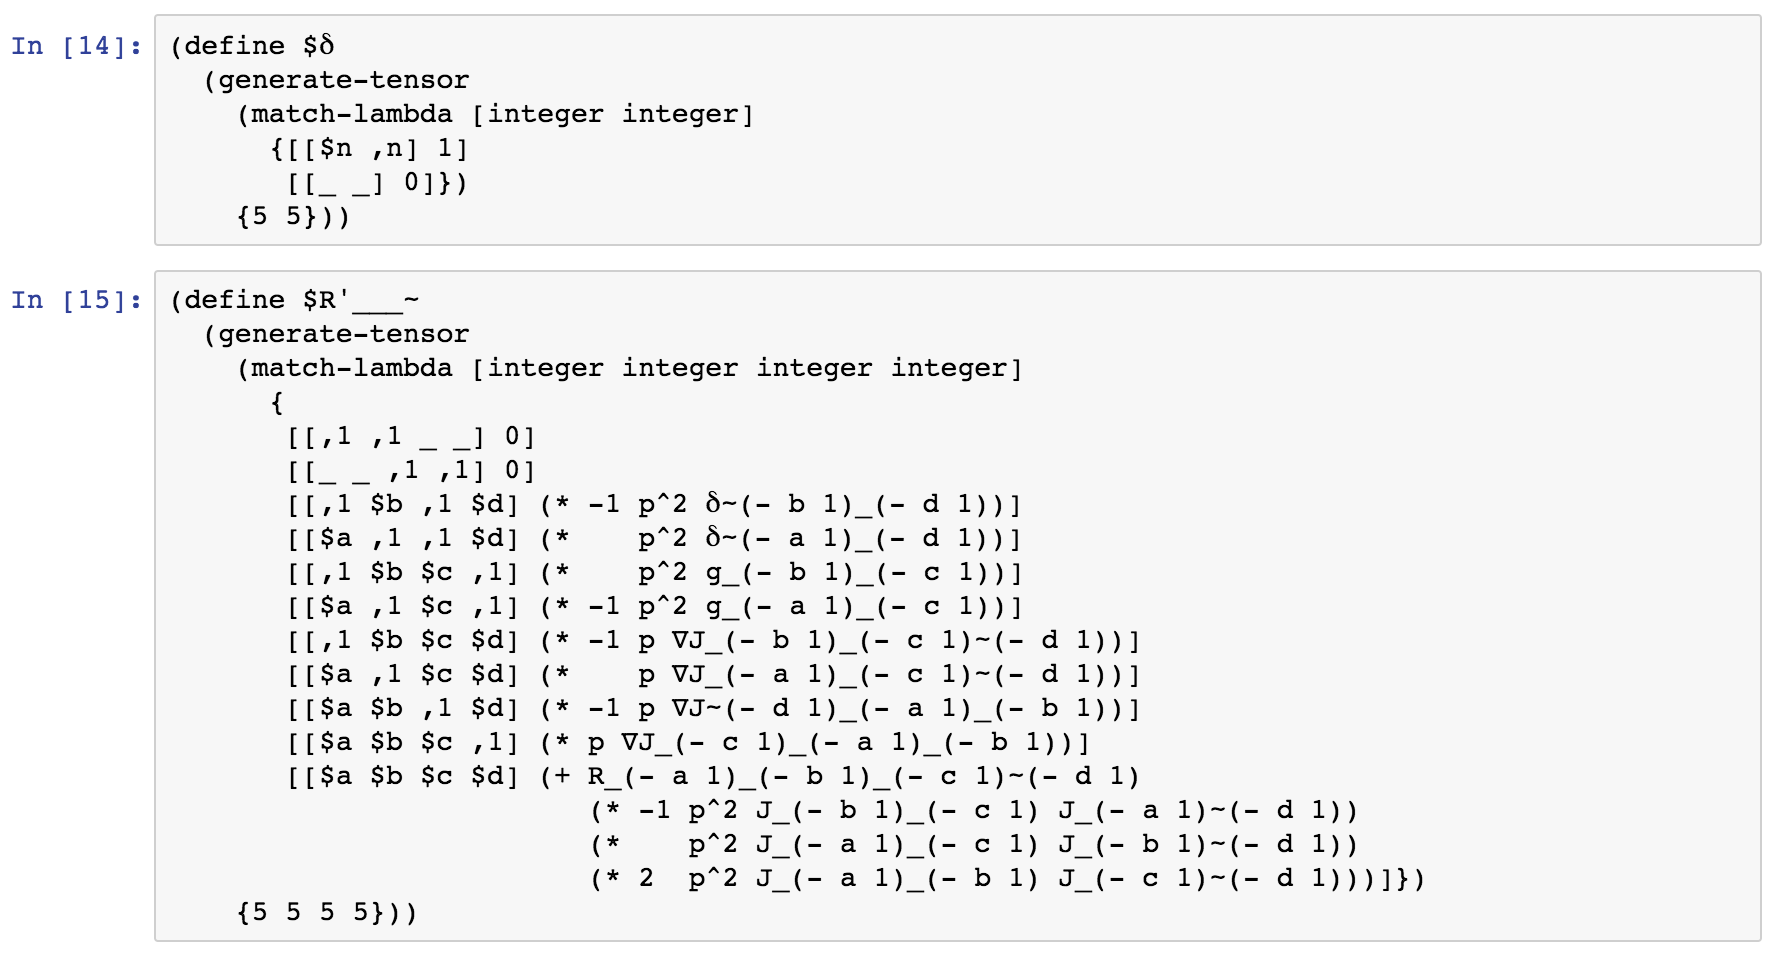 In [14]: (define $δ
  (generate-tensor
    (match-lambda [integer integer]
      {[[$n ,n] 1]
       [[_ _] 0]})
    {5 5}))
In [15]: (define $R'___~
  (generate-tensor
    (match-lambda [integer integer integer integer]
      {
       [[,1 ,1 _ _] 0]
       [[_ _ ,1 ,1] 0]
       [[,1 $b ,1 $d] (* -1 p^2 δ~(- b 1)_(- d 1))]
       [[$a ,1 ,1 $d] (*    p^2 δ~(- a 1)_(- d 1))]
       [[,1 $b $c ,1] (*    p^2 g_(- b 1)_(- c 1))]
       [[$a ,1 $c ,1] (* -1 p^2 g_(- a 1)_(- c 1))]
       [[,1 $b $c $d] (* -1 p ∇J_(- b 1)_(- c 1)~(- d 1))]
       [[$a ,1 $c $d] (*    p ∇J_(- a 1)_(- c 1)~(- d 1))]
       [[$a $b ,1 $d] (* -1 p ∇J~(- d 1)_(- a 1)_(- b 1))]
       [[$a $b $c ,1] (* p ∇J_(- c 1)_(- a 1)_(- b 1))]
       [[$a $b $c $d] (+ R_(- a 1)_(- b 1)_(- c 1)~(- d 1)
                         (* -1 p^2 J_(- b 1)_(- c 1) J_(- a 1)~(- d 1))
                         (*    p^2 J_(- a 1)_(- c 1) J_(- b 1)~(- d 1))
                         (* 2  p^2 J_(- a 1)_(- b 1) J_(- c 1)~(- d 1)))]})
    {5 5 5 5}))